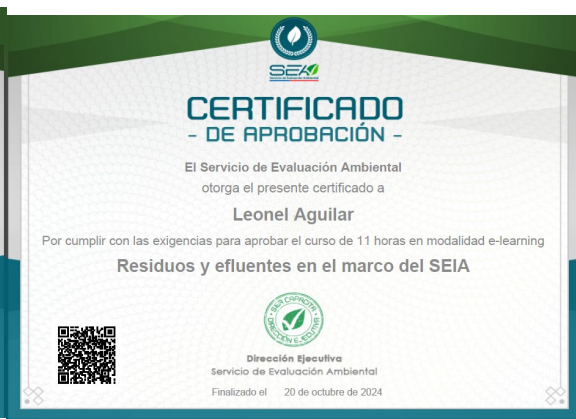 SEA
Servicio de Evaluación Ambiental
CERTIFICADO
- DE APROBACIÓN -
El Servicio de Evaluación Ambiental
otorga el presente certificado a
Leonel Aguilar
Por cumplir con las exigencias para aprobar el curso de 11 horas en modalidad e-learning
Residuos y efluentes en el marco del SEIA
SEA CAPACITA
DIRECCIÓN EJECUTIVA
Dirección Ejecutiva
Servicio de Evaluación Ambiental
Finalizado el 20 de octubre de 2024